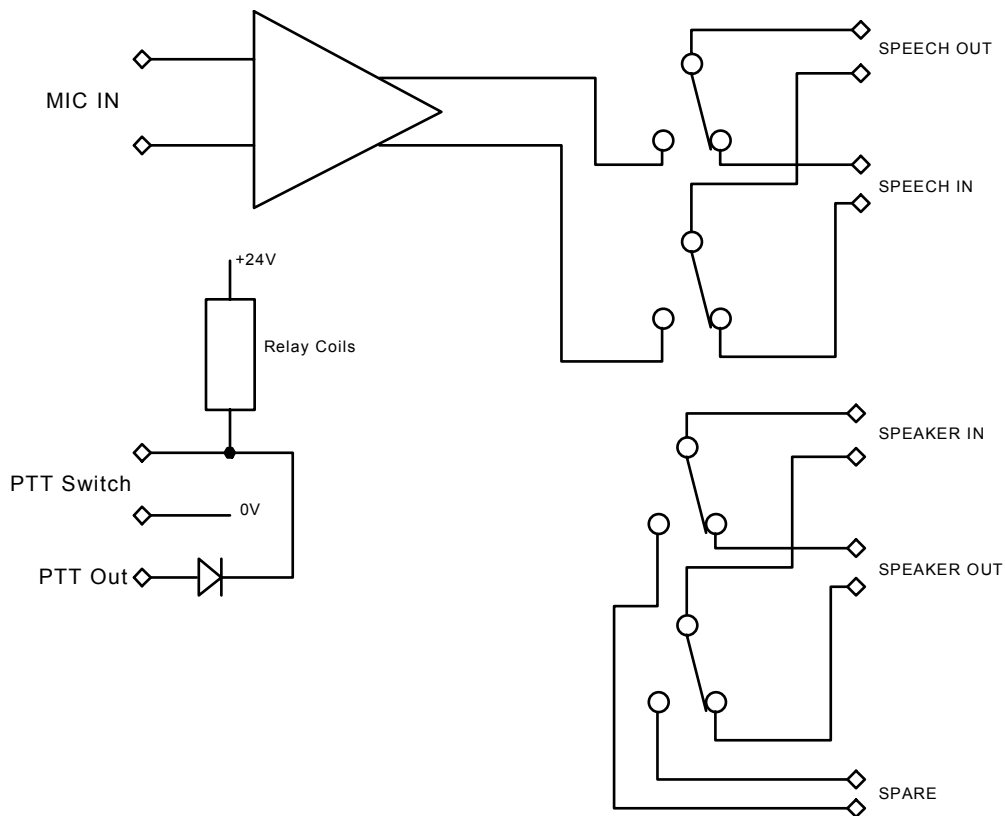 SPEECH OUT
MIC IN
SPEECH IN
+24V
Relay Coils
SPEAKER IN
PTT Switch
0V
PTT Out
SPEAKER OUT
SPARE